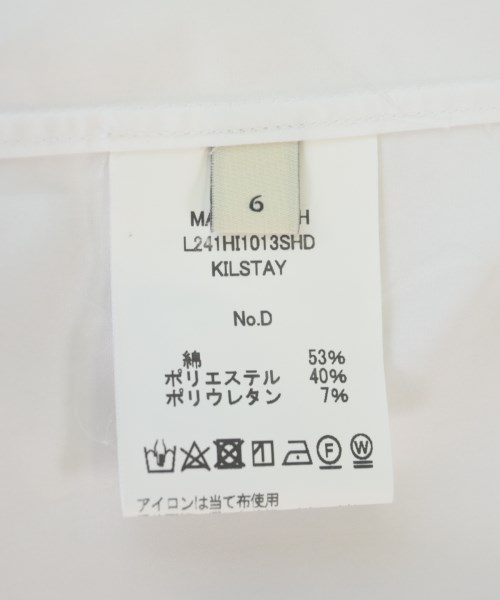 6
L241HI1013SHD
KILSTAY
No.D
綿 53%
ポリエステル 40%
ポリウレタン 7%
F W
アイロンは当て布使用